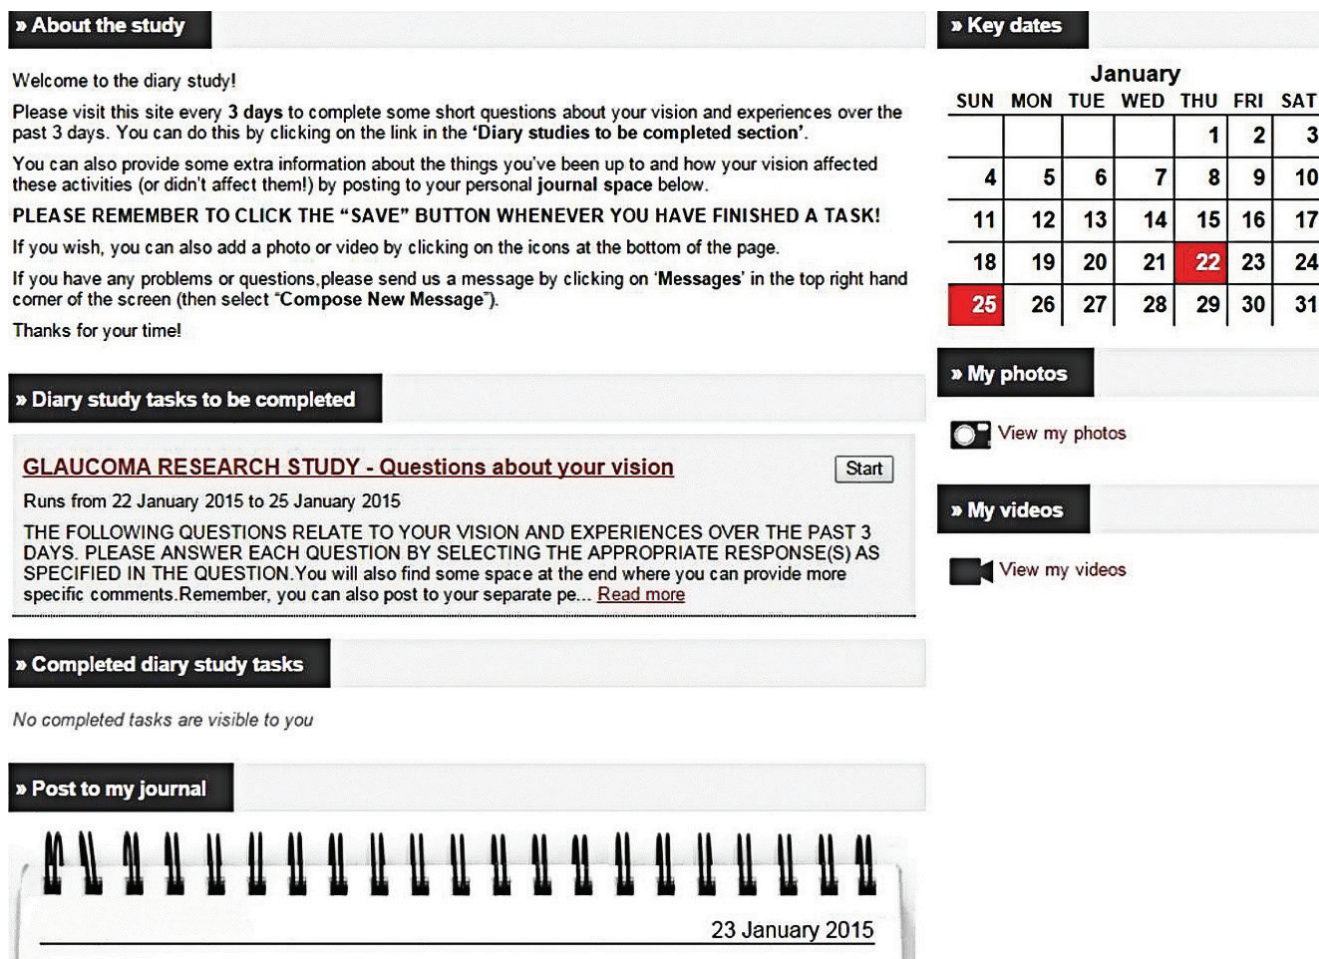 » About the study
Welcome to the diary study!
Please visit this site every 3 days to complete some short questions about your vision and experiences over the
past 3 days. You can do this by clicking on the link in the ‘Diary studies to be completed section’.
You can also provide some extra information about the things you’ve been up to and how your vision affected
these activities (or didn’t affect them!) by posting to your personal journal space below.
PLEASE REMEMBER TO CLICK THE “SAVE” BUTTON WHENEVER YOU HAVE FINISHED A TASK!
If you wish, you can also add a photo or video by clicking on the icons at the bottom of the page.
If you have any problems or questions,please send us a message by clicking on ‘Messages’ in the top right hand
corner of the screen (then select “Compose New Message”).
Thanks for your time!
» Diary study tasks to be completed
GLAUCOMA RESEARCH STUDY - Questions about your vision
Start
Runs from 22 January 2015 to 25 January 2015
THE FOLLOWING QUESTIONS RELATE TO YOUR VISION AND EXPERIENCES OVER THE PAST 3
DAYS. PLEASE ANSWER EACH QUESTION BY SELECTING THE APPROPRIATE RESPONSE(S) AS
SPECIFIED IN THE QUESTION.You will also find some space at the end where you can provide more
specific comments.Remember, you can also post to your separate pe... Read more
» Completed diary study tasks
No completed tasks are visible to you
» Post to my journal
23 January 2015
» Key dates
January
SUN MON TUE WED THU FRI SAT
1 2 3
4 5 6 7 8 9 10
11 12 13 14 15 16 17
18 19 20 21 22 23 24
25 26 27 28 29 30 31
» My photos
View my photos
» My videos
View my videos